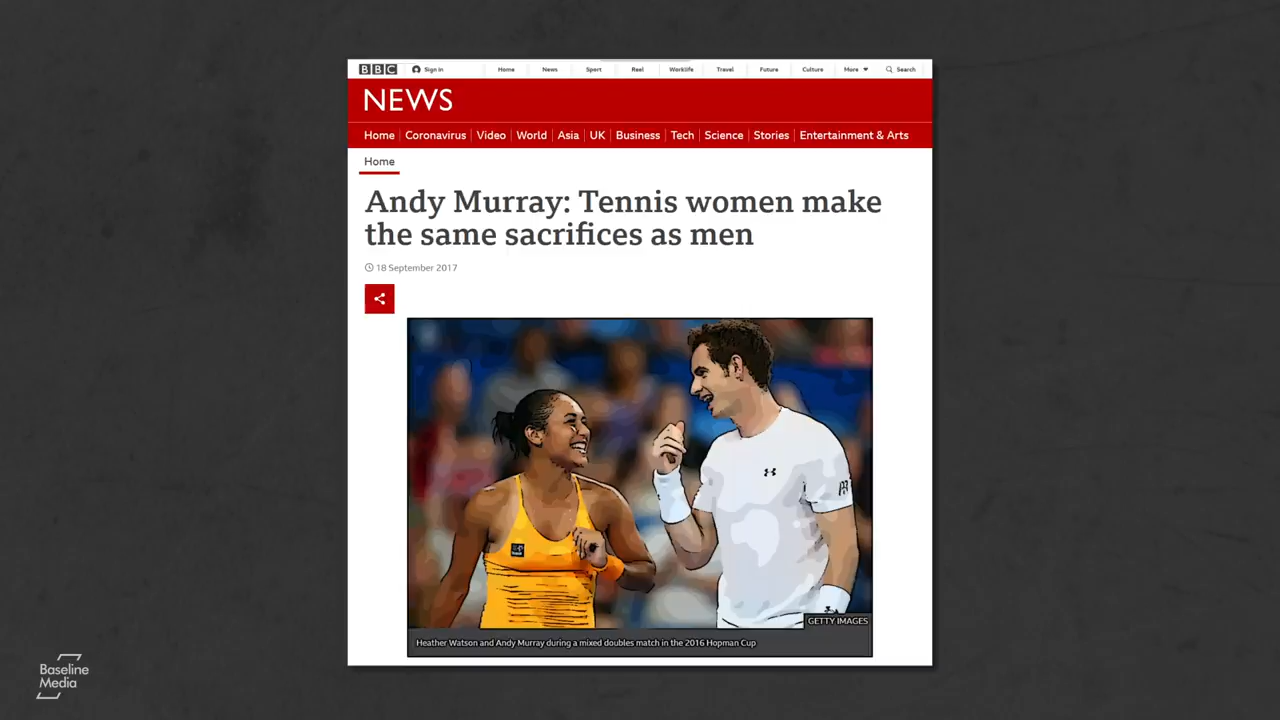 BBC Sign in Home News Sport Reel Worklife Travel Future Culture More Search
NEWS
Home Coronavirus Video World Asia UK Business Tech Science Stories Entertainment & Arts
Home
Andy Murray: Tennis women make
the same sacrifices as men
18 September 2017
GETTY IMAGES
Heather Watson and Andy Murray during a mixed doubles match in the 2016 Hopman Cup
Baseline
Media